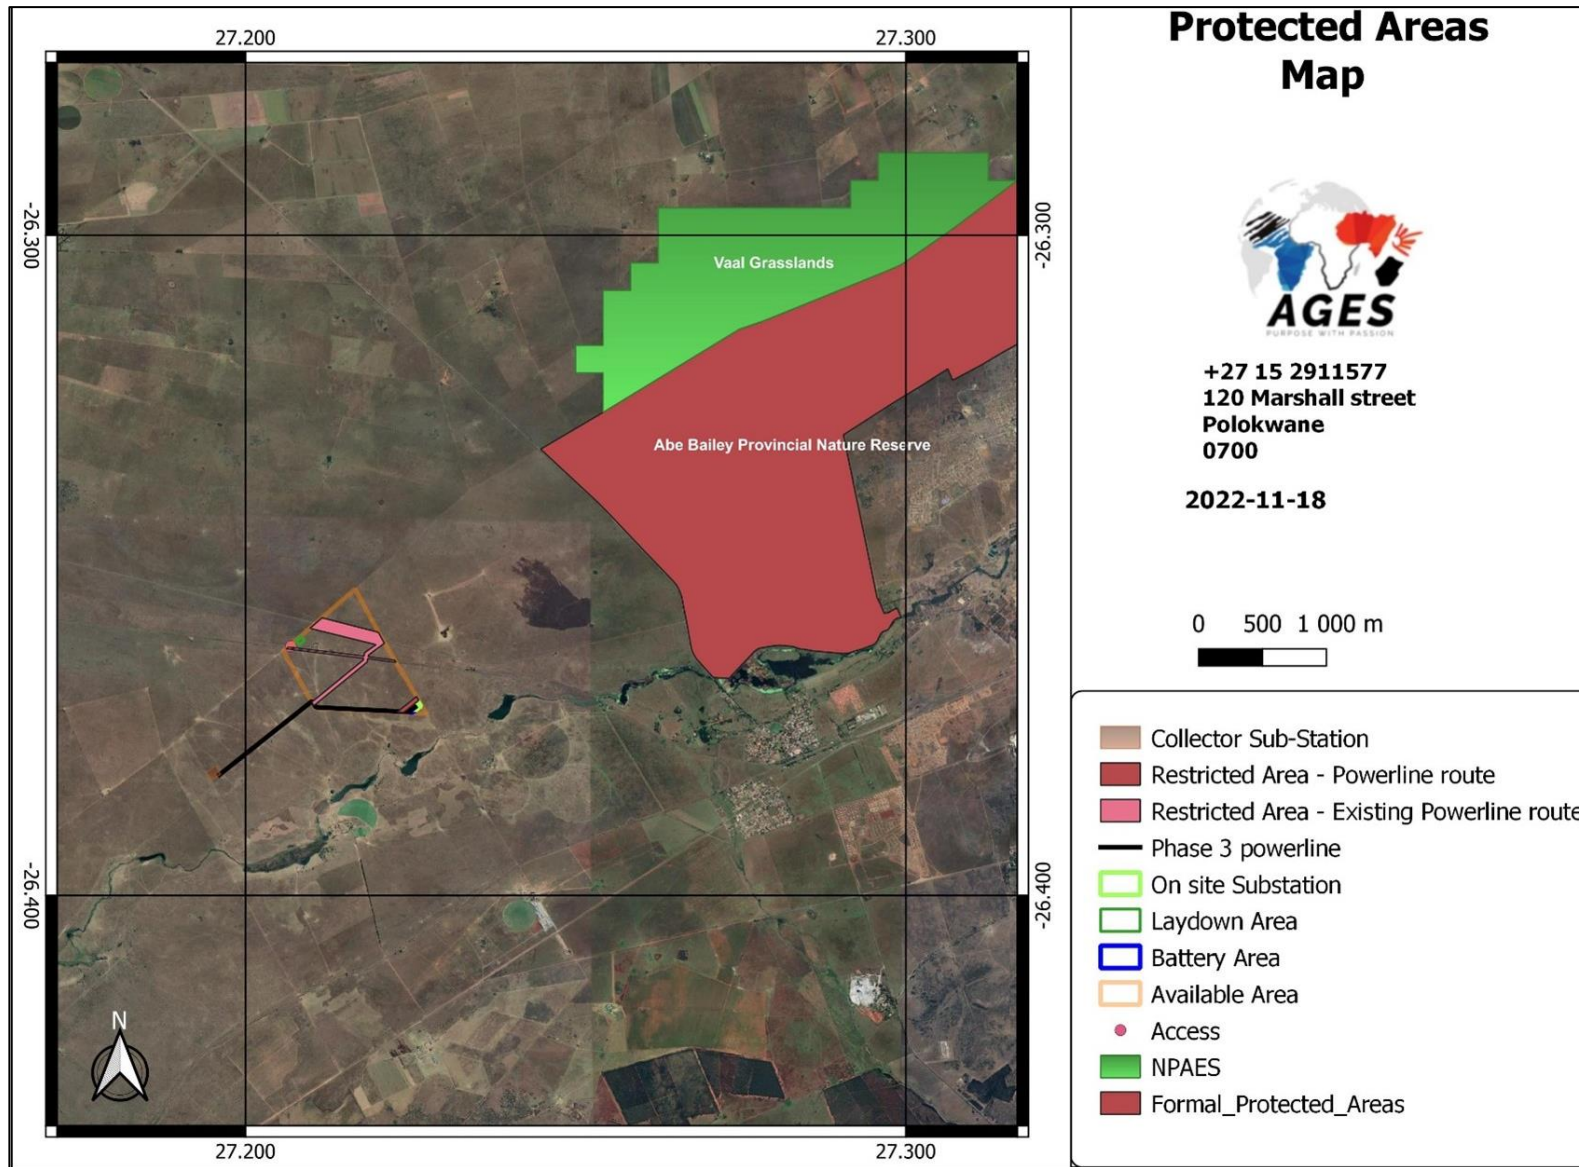 27.200
27.300
-26.300
-26.300
Vaal Grasslands
Abe Bailey Provincial Nature Reserve
-26.400
-26.400
N
27.200
27.300
Protected Areas
Map
AGES
PURPOSE WITH PASSION
+27 15 2911577
120 Marshall street
Polokwane
0700
2022-11-18
0 500 1 000 m
Collector Sub-Station
Restricted Area - Powerline route
Restricted Area - Existing Powerline route
Phase 3 powerline
On site Substation
Laydown Area
Battery Area
Available Area
Access
NPAES
Formal_Protected_Areas